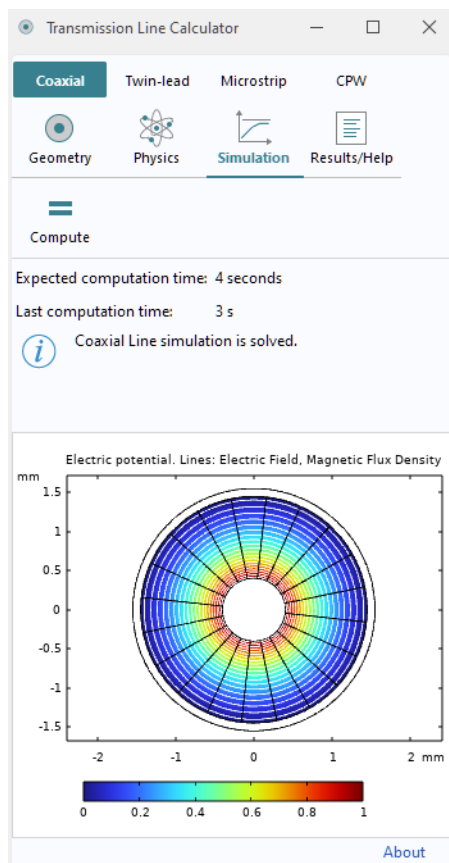 Transmission Line Calculator
Coaxial Twin-lead Microstrip CPW
Geometry Physics Simulation Results/Help
Compute
Expected computation time: 4 seconds
Last computation time: 3 s
i Coaxial Line simulation is solved.
Electric potential. Lines: Electric Field, Magnetic Flux Density
mm
1.5
1
0.5
0
-0.5
-1
-1.5
-2 -1 0 1 2 mm
0 0.2 0.4 0.6 0.8 1
About